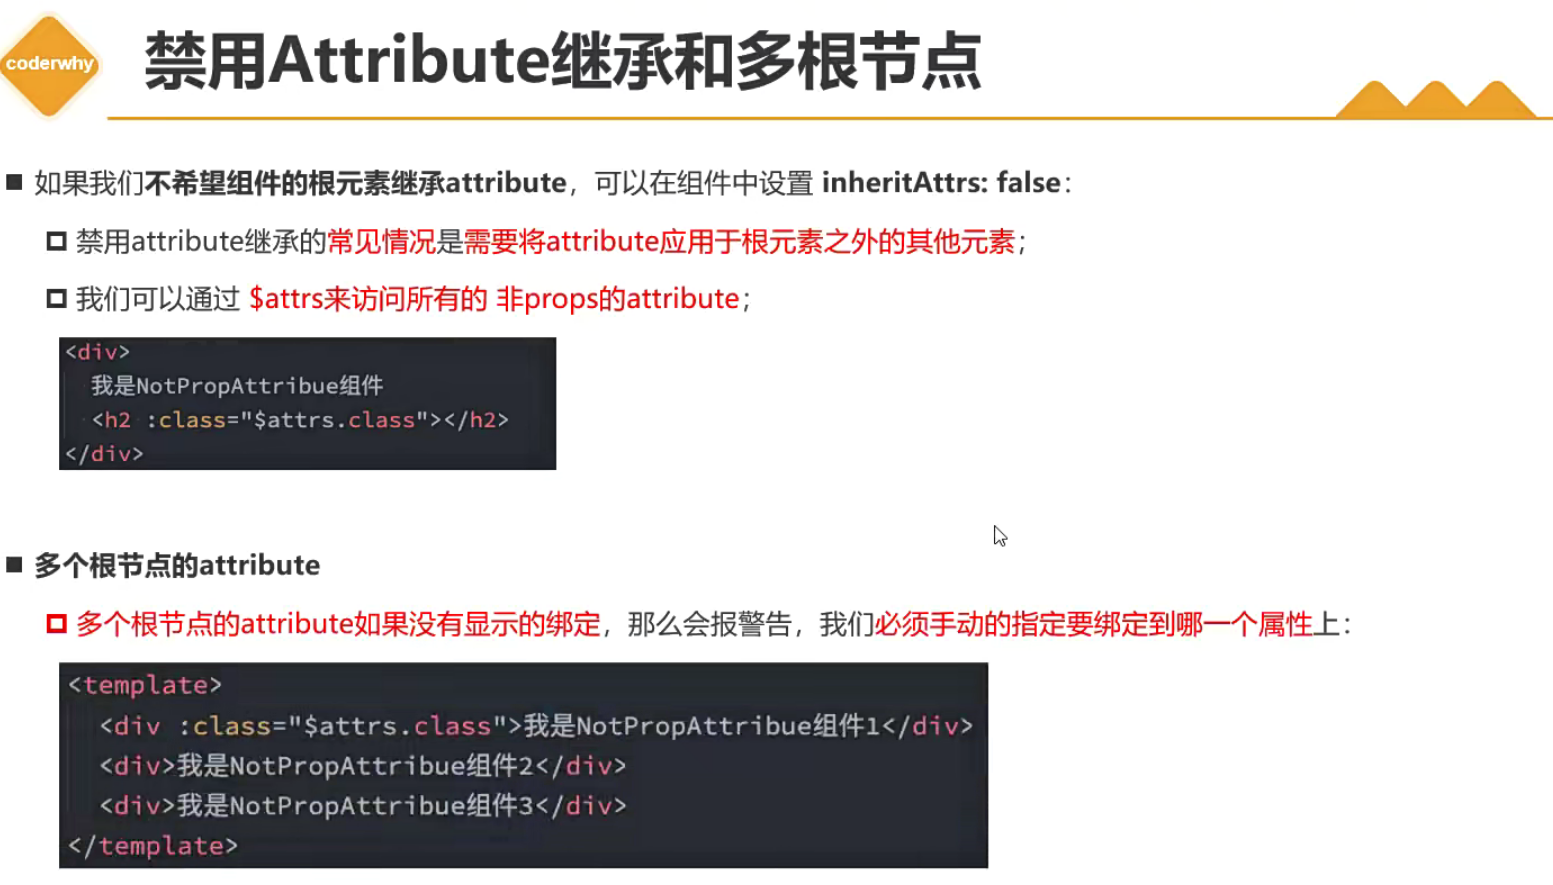 coderwhy
禁用Attribute继承和多根节点
如果我们不希望组件的根元素继承attribute，可以在组件中设置 inheritAttrs: false：
禁用attribute继承的常见情况是需要将attribute应用于根元素之外的其他元素；
我们可以通过 $attrs来访问所有的 非props的attribute；
<div>
我是NotPropAttribue组件
<h2 :class="$attrs.class"></h2>
</div>
多个根节点的attribute
多个根节点的attribute如果没有显示的绑定，那么会报警告，我们必须手动的指定要绑定到哪一个属性上：
<template>
<div :class="$attrs.class">我是NotPropAttribue组件1</div>
<div>我是NotPropAttribue组件2</div>
<div>我是NotPropAttribue组件3</div>
</template>